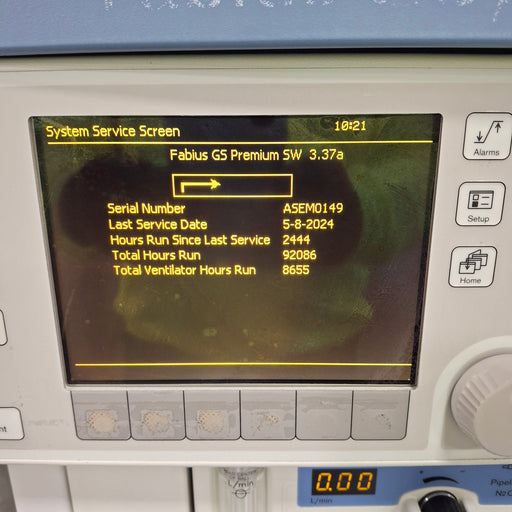 System Service Screen
10:21
Fabius GS Premium SW 3.37a
Serial Number ASEM0149
Last Service Date 5-8-2024
Hours Run Since Last Service 2444
Total Hours Run 92086
Total Ventilator Hours Run 8655
Alarms
Setup
Home
0.00
L/min
L/min
N2O